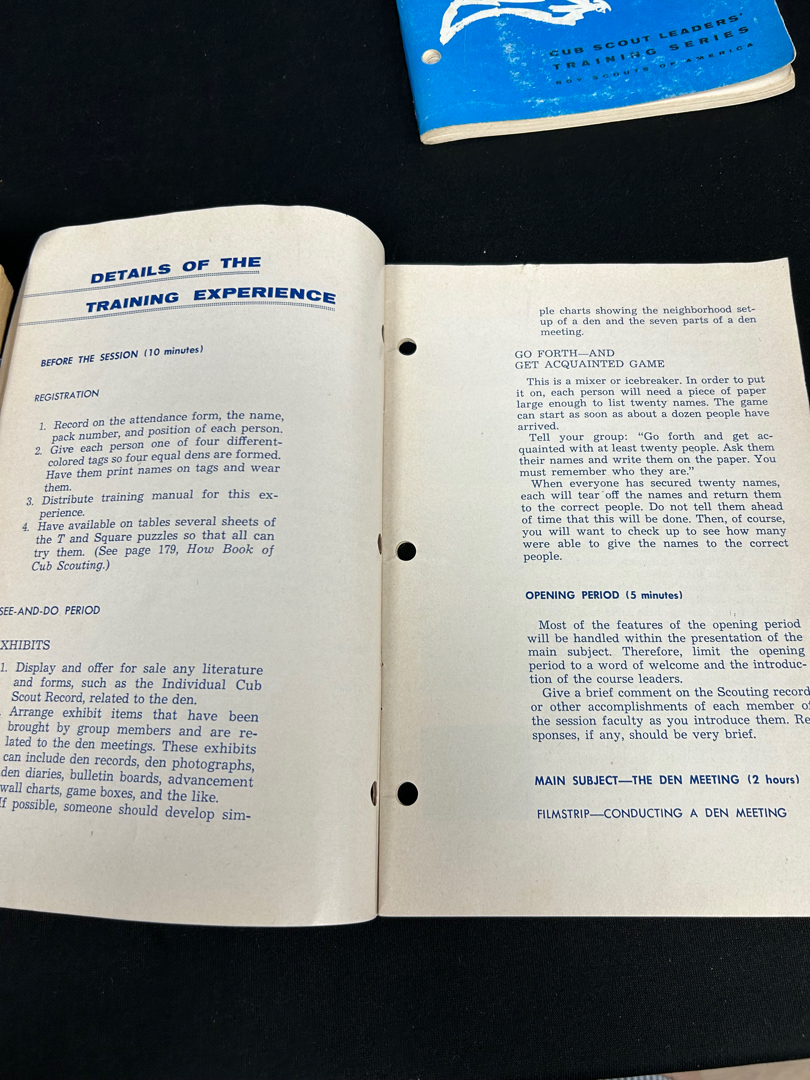 CUB SCOUT LEADERS'
TRAINING SERIES
BOY SCOUTS OF AMERICA
DETAILS OF THE
TRAINING EXPERIENCE
BEFORE THE SESSION (10 minutes)
REGISTRATION
1. Record on the attendance form, the name,
pack number, and position of each person.
2. Give each person one of four different-
colored tags so four equal dens are formed.
Have them print names on tags and wear
them.
3. Distribute training manual for this ex-
perience.
4. Have available on tables several sheets of
the T and Square puzzles so that all can
try them. (See page 179, How Book of
Cub Scouting.)
SEE-AND-DO PERIOD
XHIBITS
1. Display and offer for sale any literature
and forms, such as the Individual Cub
Scout Record, related to the den.
Arrange exhibit items that have been
brought by group members and are re-
lated to the den meetings. These exhibits
can include den records, den photographs,
den diaries, bulletin boards, advancement
wall charts, game boxes, and the like.
If possible, someone should develop sim-
ple charts showing the neighborhood set-
up of a den and the seven parts of a den
meeting.
GO FORTH—AND
GET ACQUAINTED GAME
This is a mixer or icebreaker. In order to put
it on, each person will need a piece of paper
large enough to list twenty names. The game
can start as soon as about a dozen people have
arrived.
Tell your group: "Go forth and get ac-
quainted with at least twenty people. Ask them
their names and write them on the paper. You
must remember who they are."
When everyone has secured twenty names,
each will tear off the names and return them
to the correct people. Do not tell them ahead
of time that this will be done. Then, of course,
you will want to check up to see how many
were able to give the names to the correct
people.
OPENING PERIOD (5 minutes)
Most of the features of the opening period
will be handled within the presentation of the
main subject. Therefore, limit the opening
period to a word of welcome and the introduc-
tion of the course leaders.
Give a brief comment on the Scouting record
or other accomplishments of each member of
the session faculty as you introduce them. Re
sponses, if any, should be very brief.
MAIN SUBJECT—THE DEN MEETING (2 hours)
FILMSTRIP—CONDUCTING A DEN MEETING